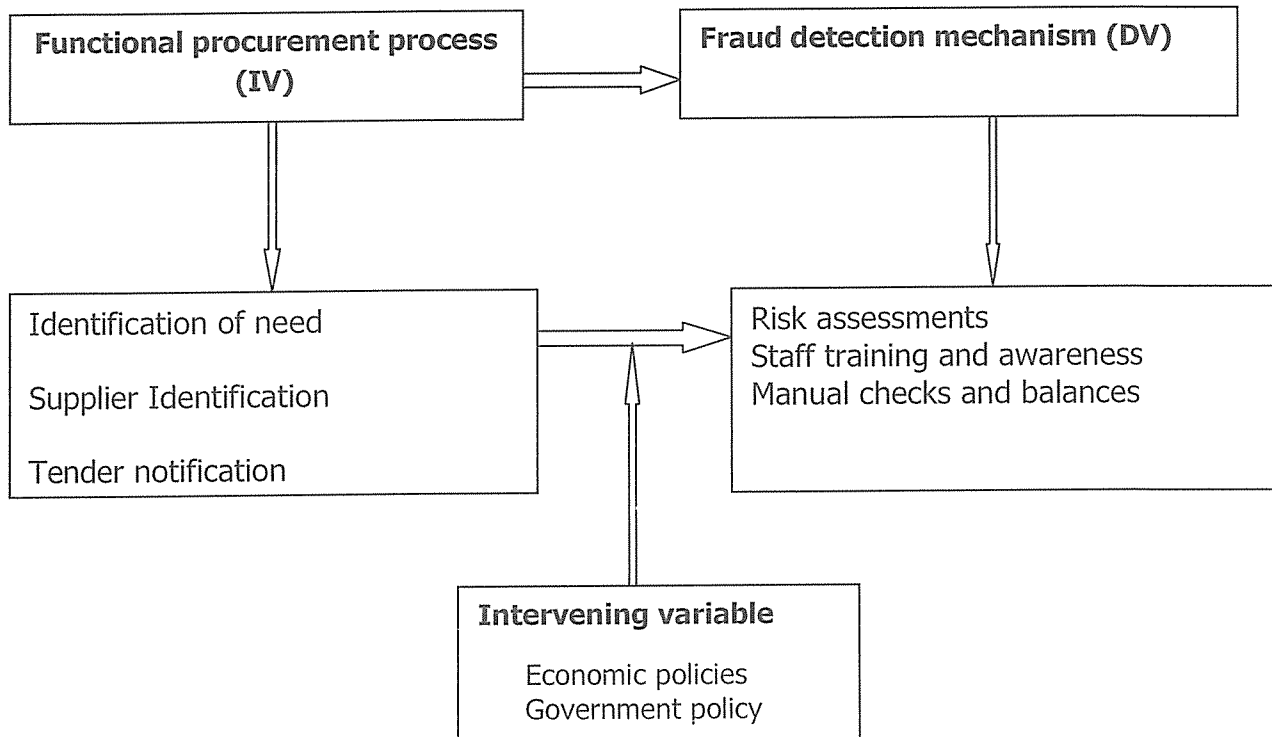 Functional procurement process
(IV)
Fraud detection mechanism (DV)
Identification of need
Supplier Identification
Tender notification
Risk assessments
Staff training and awareness
Manual checks and balances
Intervening variable
Economic policies
Government policy